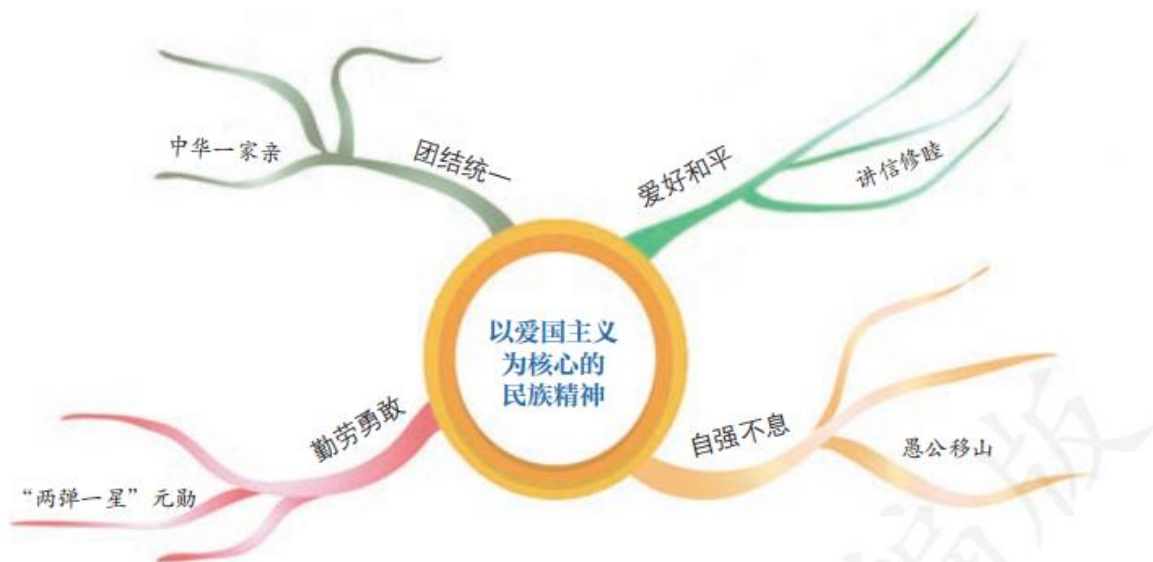 团结统一
中华一家亲
爱好和平
讲信修睦
以爱国主义
为核心的
民族精神
勤劳勇敢
“两弹一星”元勋
自强不息
愚公移山